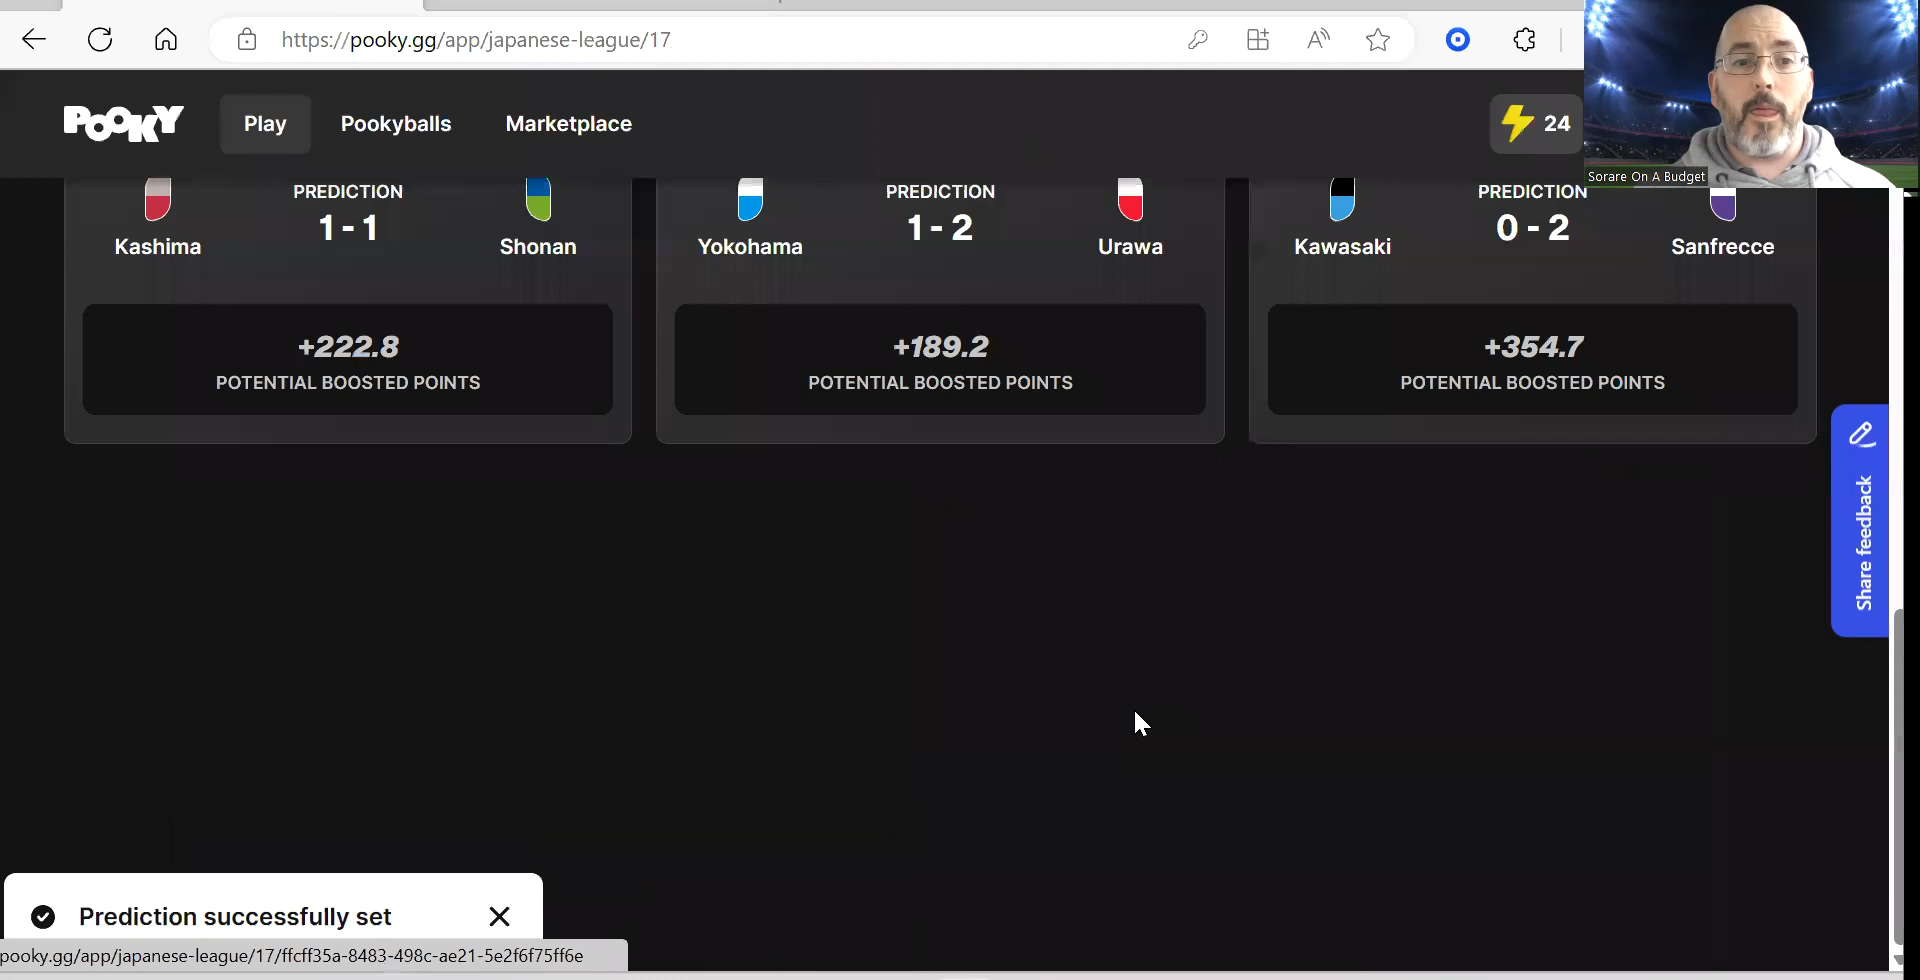 https://pooky.gg/app/japanese-league/17
POOKY
Play
Pookyballs
Marketplace
24
Sorare On A Budget
PREDICTION
1 - 1
Kashima
Shonan
+222.8
POTENTIAL BOOSTED POINTS
PREDICTION
1 - 2
Yokohama
Urawa
+189.2
POTENTIAL BOOSTED POINTS
PREDICTION
0 - 2
Kawasaki
Sanfrecce
+354.7
POTENTIAL BOOSTED POINTS
Share feedback
Prediction successfully set
pooky.gg/app/japanese-league/17/ffcff35a-8483-498c-ae21-5e2f6f75ff6e